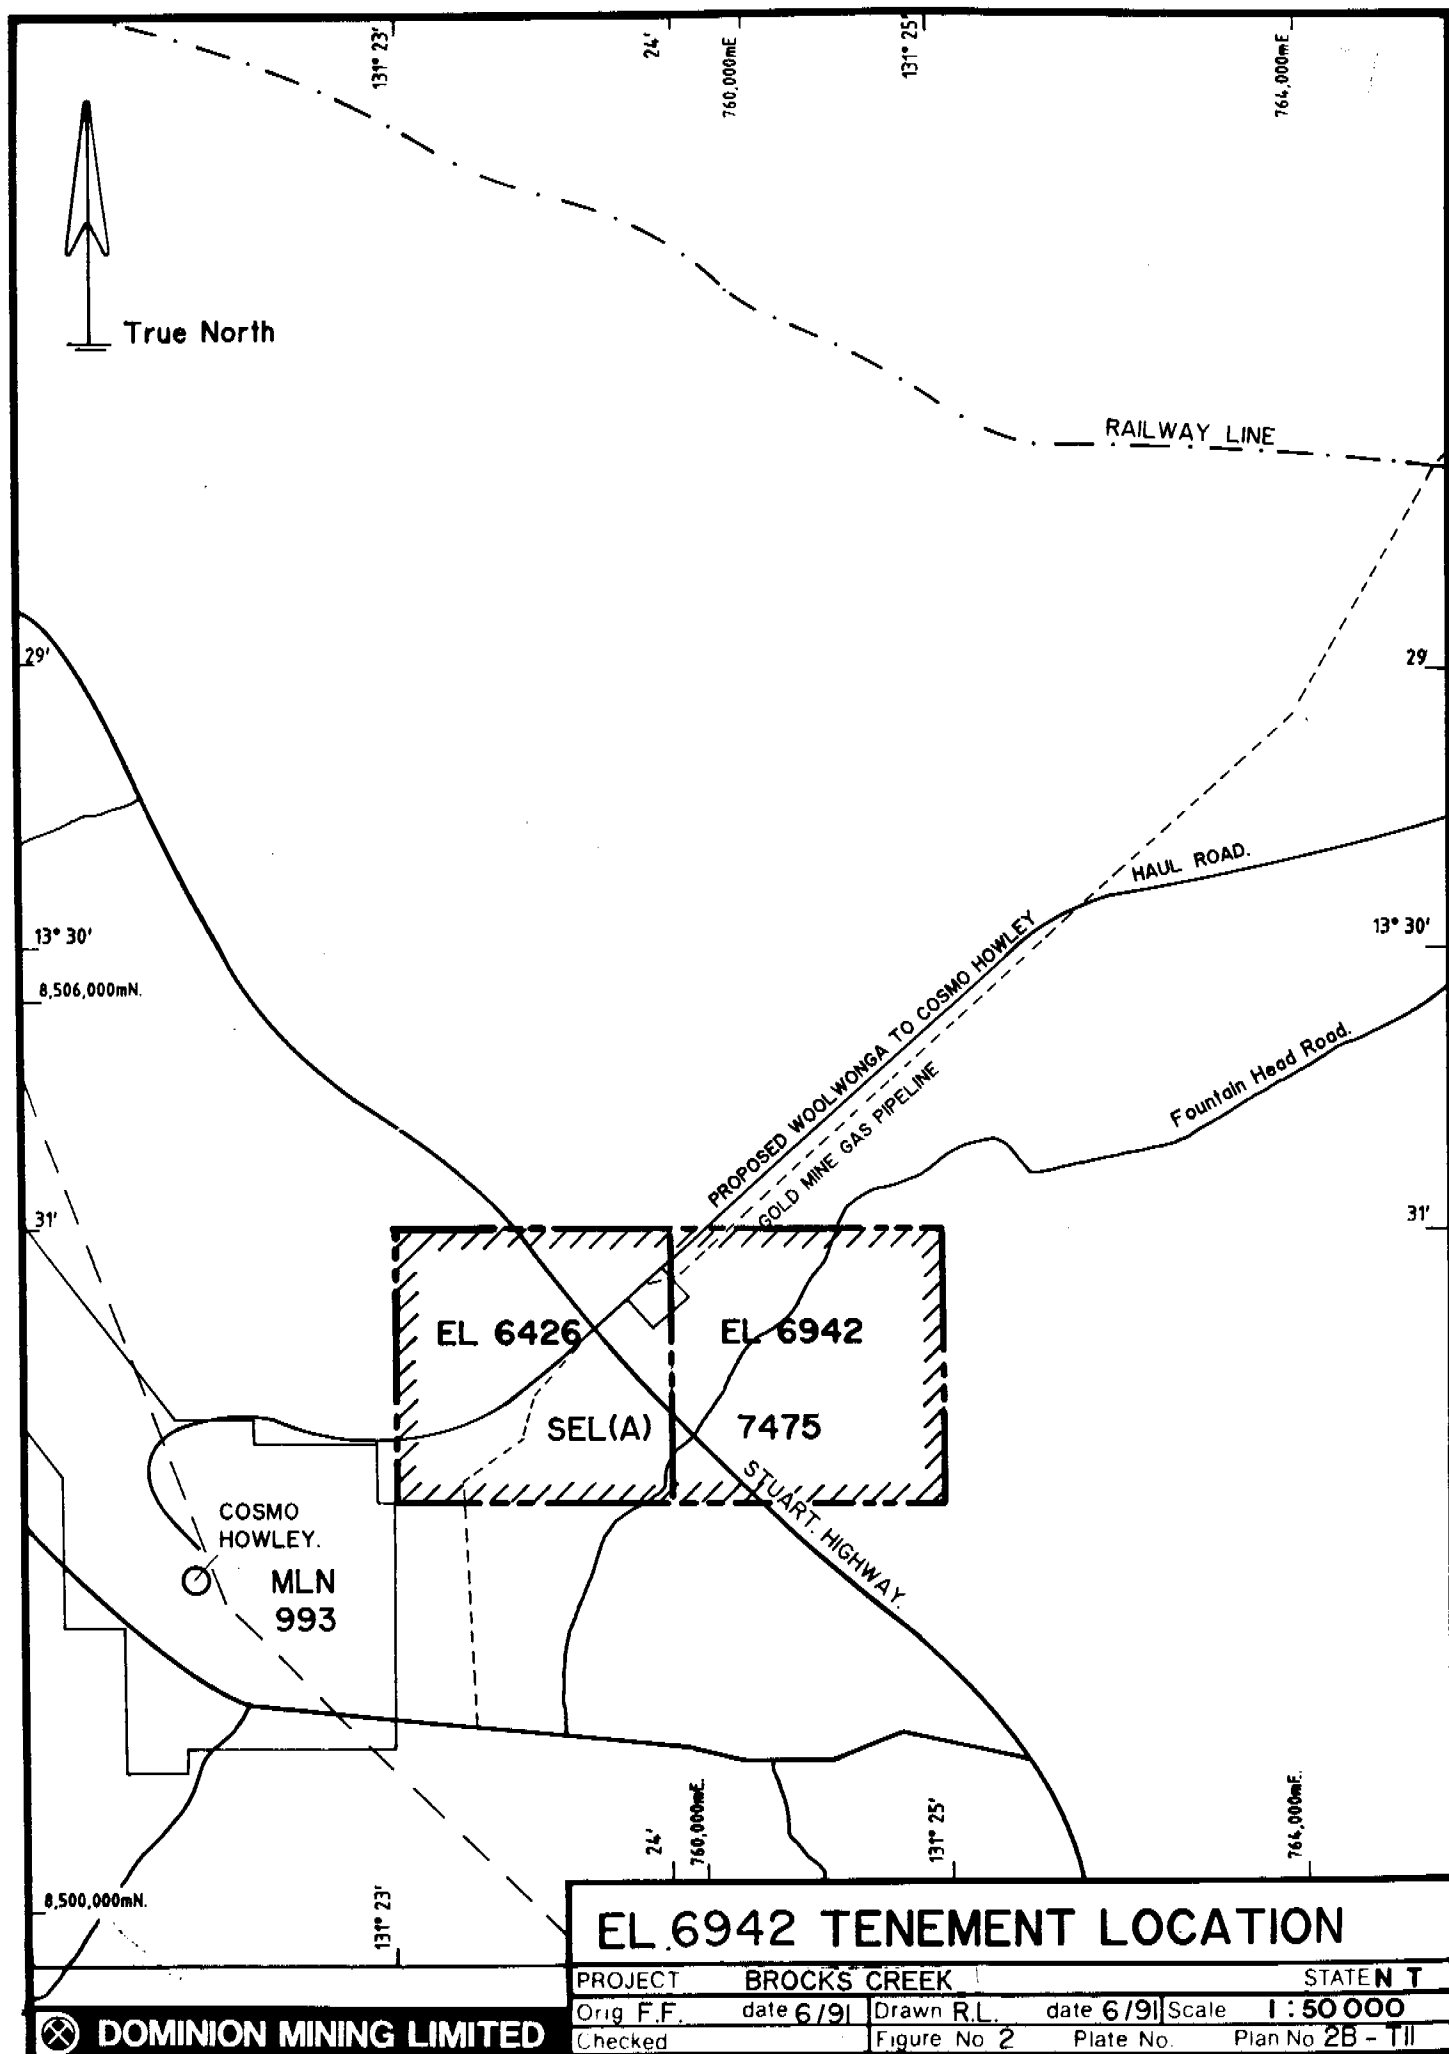 131° 23'
24'
760,000mE
131° 25'
764,000mE
True North
RAILWAY LINE
29'
29
HAUL ROAD.
13° 30'
13° 30'
8,506,000mN.
PROPOSED WOOLWONGA TO COSMO HOWLEY
GOLD MINE GAS PIPELINE
Fountain Head Road.
31'
31'
EL 6426
EL 6942
SEL(A)
7475
STUART. HIGHWAY.
COSMO
HOWLEY.
MLN
993
131° 23'
24'
760,000mE.
131° 25'
764,000mE.
8,500,000mN.
EL 6942 TENEMENT LOCATION
PROJECT BROCKS CREEK STATE N T
Orig F.F. date 6/91 Drawn R.L. date 6/91 Scale 1:50 000
Checked Figure No 2 Plate No. Plan No 2B - T11
DOMINION MINING LIMITED